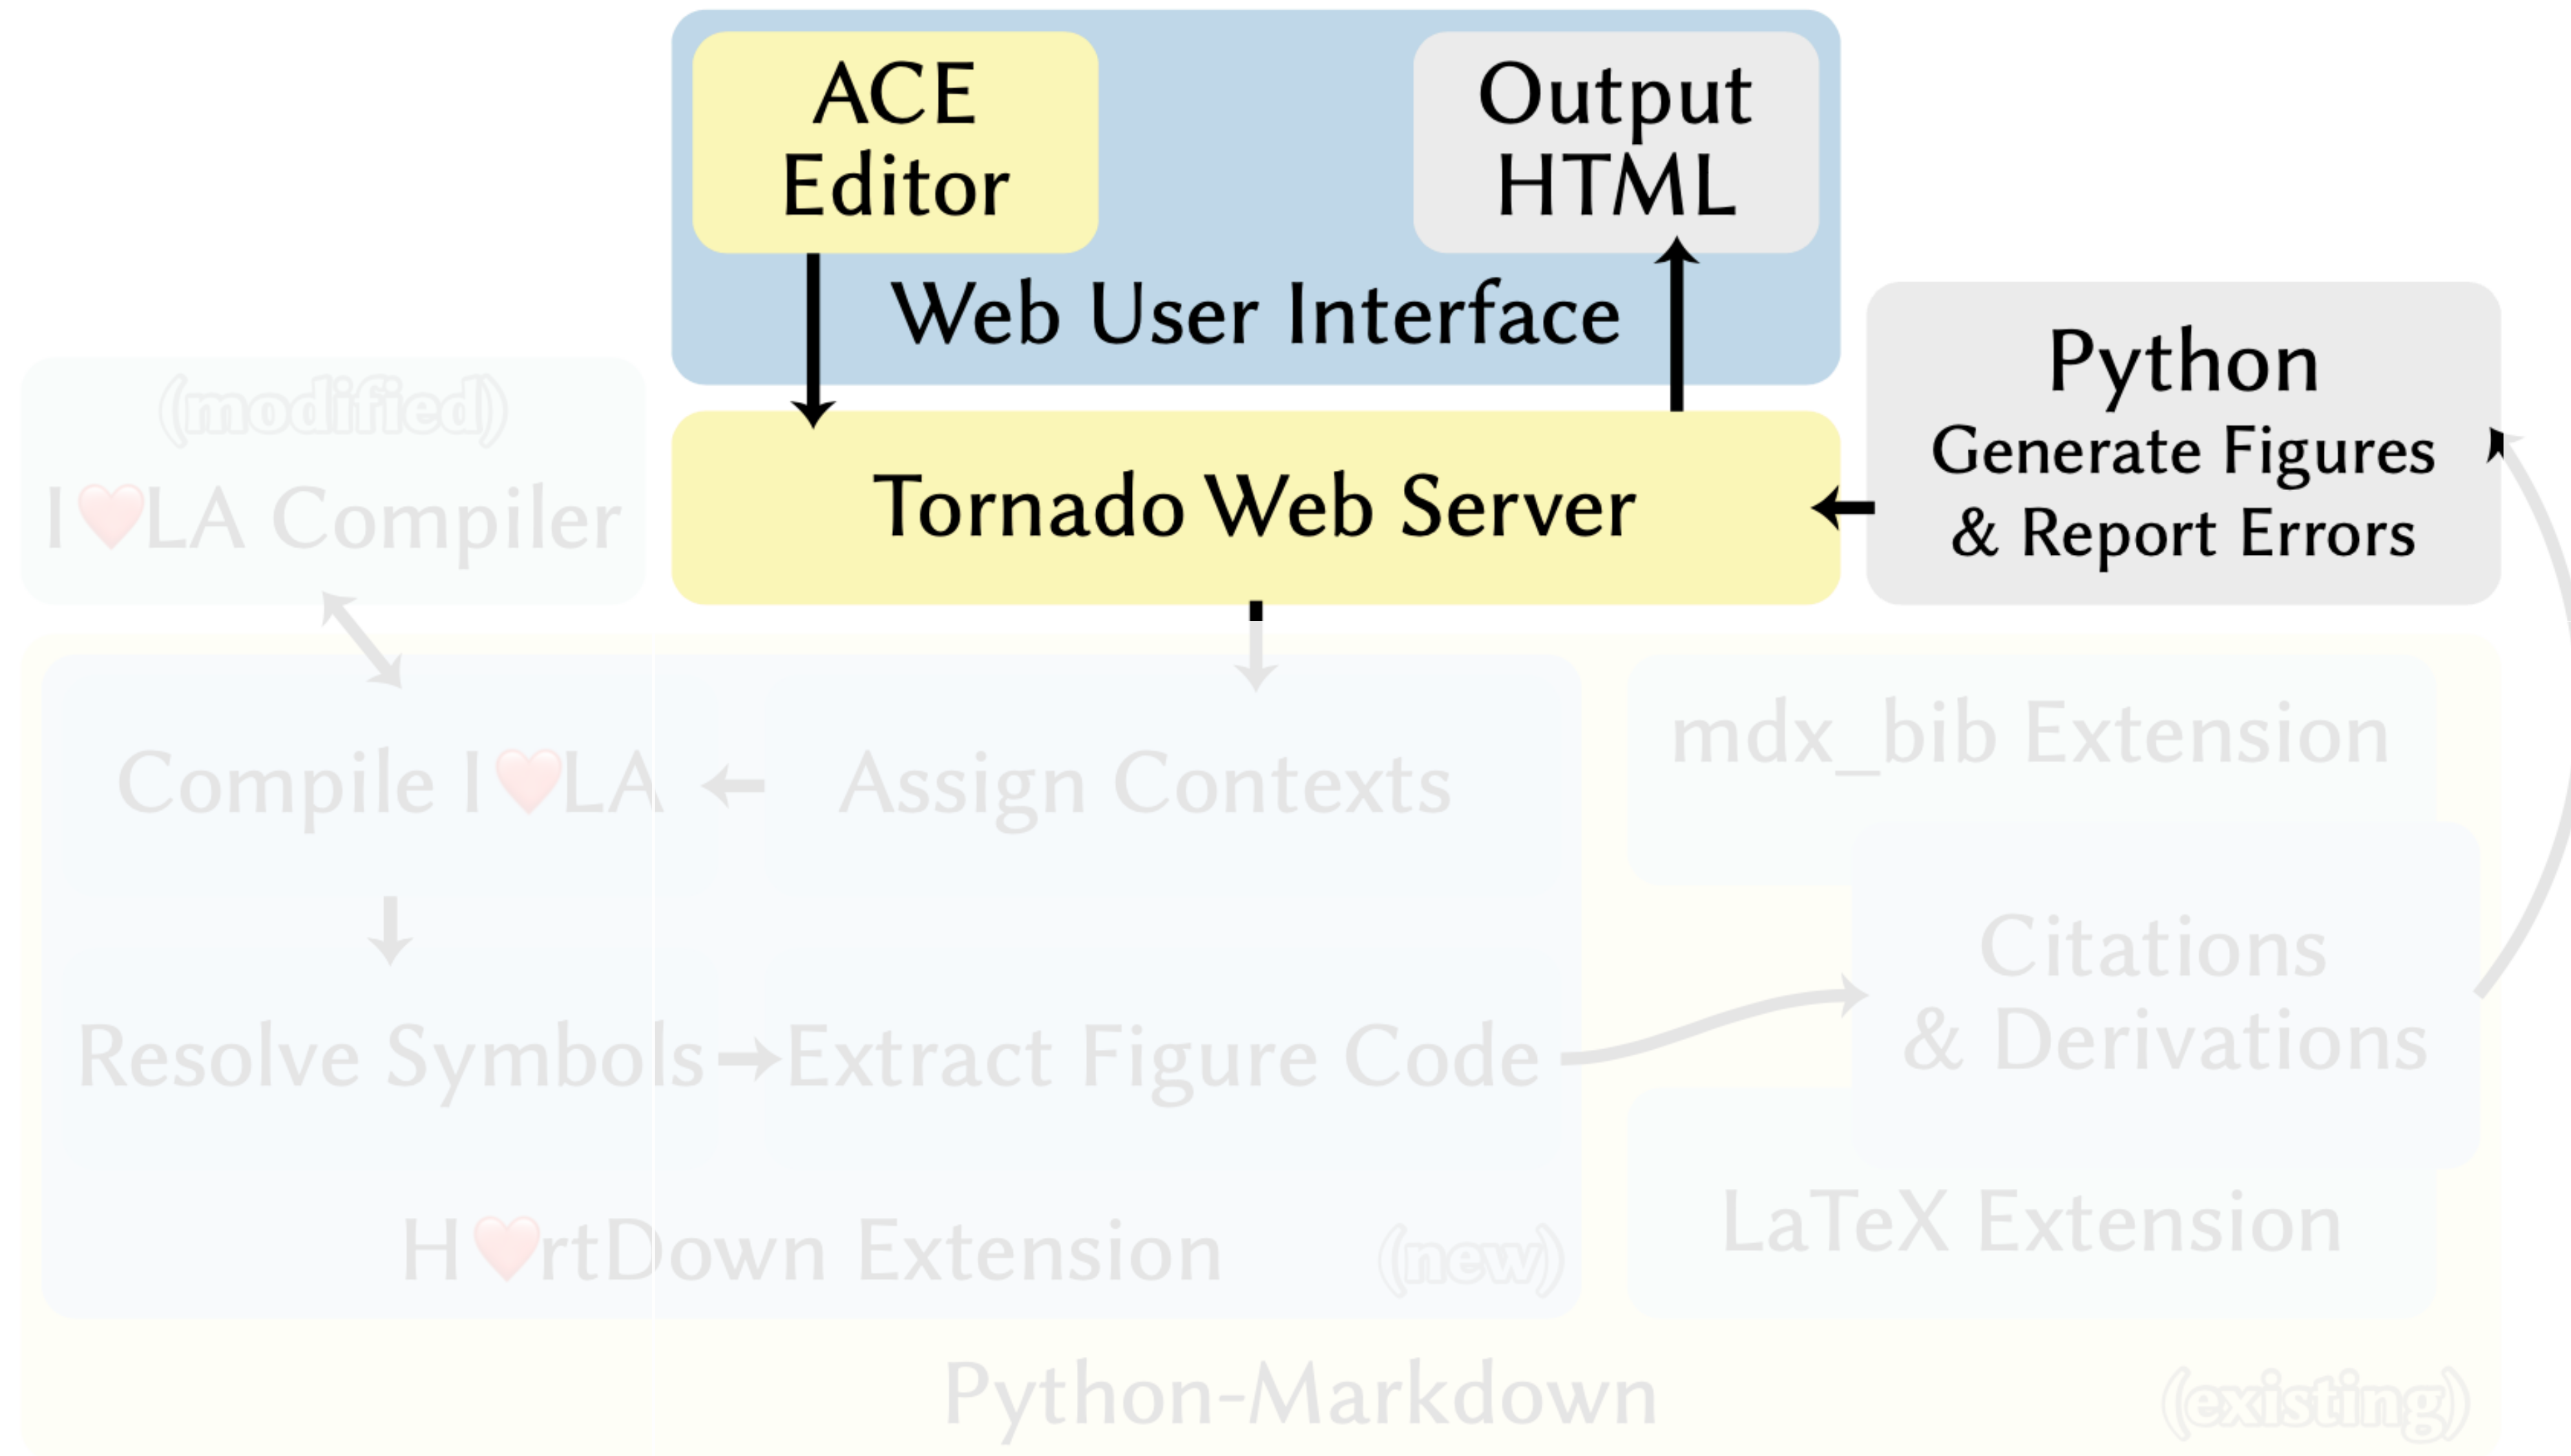 ACE
Editor
Output
HTML
Web User Interface
Python
Generate Figures
& Report Errors
Tornado Web Server
(modified)
I❤️LA Compiler
Compile I❤️LA
Assign Contexts
mdx_bib Extension
Resolve Symbols
Extract Figure Code
Citations
& Derivations
H❤️rtDown Extension
(new)
LaTeX Extension
Python-Markdown
(existing)